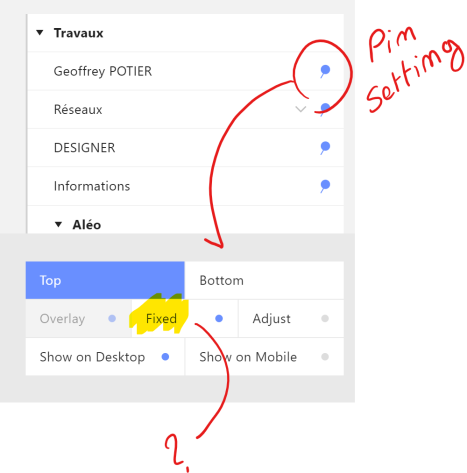 Travaux
Pin
Setting
Geoffrey POTIER
Réseaux
DESIGNER
Informations
Aléo
Top Bottom
Overlay Fixed Adjust
Show on Desktop Show on Mobile
?